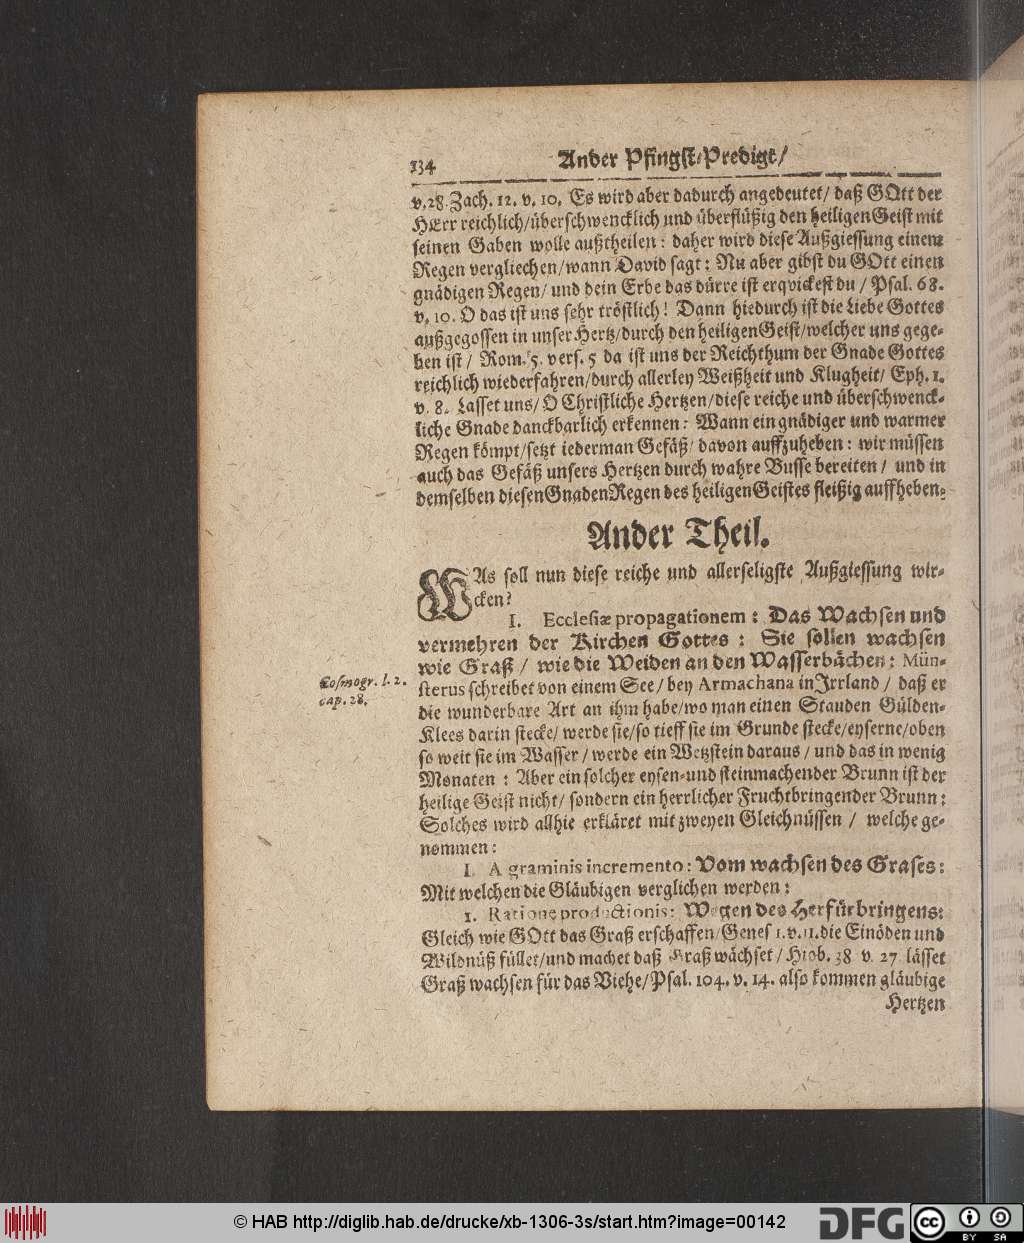 134
Ander Pfingst-Predigt/
v. 28. Zach. 12. v. 10. Es wird aber dadurch angedeutet/ daß GOtt der
HErr reichlich/überschwencklich und überflüßig den heiligen Geist mit
seinen Gaben wolle außtheilen: daher wird diese Außgiessung einem
Regen vergliechen/wann David sagt: Nu aber gibst du GOtt einen
gnädigen Regen/ und dein Erbe das dürre ist erqvickest du/ Psal. 68.
v. 10. O das ist uns sehr tröstlich! Dann hiedurch ist die Liebe Gottes
außgegossen in unser Hertz/durch den heiligen Geist/welcher uns gege-
ben ist/ Rom. 5. vers. 5 da ist uns der Reichthum der Gnade Gottes
reichlich wiederfahren/durch allerley Weißheit und Klugheit/ Eph. 1.
v. 8. Lasset uns/ O Christliche Hertzen/diese reiche und überschwenck-
liche Gnade danckbarlich erkennen: Wann ein gnädiger und warmer
Regen kömpt/setzt iederman Gefäß/ davon auffzuheben: wir müssen
auch das Gefäß unsers Hertzen durch wahre Busse bereiten/ und in
demselben diesen GnadenRegen des heiligen Geistes fleißig auffheben.
Ander Theil.
WAs soll nun diese reiche und allerseligste Außgiessung wir-
cken?
I. Ecclesiæ propagationem: Das Wachsen und
vermehren der Kirchen Gottes: Sie sollen wachsen
wie Graß/ wie die Weiden an den Wasserbächen: Mün-
sterus schreibet von einem See/ bey Armachana in Irrland/ daß er
die wunderbare Art an ihm habe/wo man einen Stauden Gülden-
Klees darin stecke/ werde sie/so tieff sie im Grunde stecke/eyserne/oben
so weit sie im Wasser/ werde ein Wetzstein daraus/ und das in wenig
Monaten: Aber ein solcher eysen-und steinmachender Brunn ist der
heilige Geist nicht/ sondern ein herrlicher Fruchtbringender Brunn:
Solches wird allhie erkläret mit zweyen Gleichnüssen/ welche ge-
nommen:
I. A graminis incremento: Vom wachsen des Grases:
Mit welchen die Gläubigen verglichen werden:
1. Ratione productionis: Wegen des Herfürbringens:
Gleich wie GOtt das Graß erschaffen/Genes 1. v. 11. die Einöden und
Wildnüß füllet/und machet daß Graß wächset/ Hiob. 38 v. 27 lässet
Graß wachsen für das Viehe/Psal. 104. v. 14. also kommen gläubige
Hertzen
Cosmogr. l. 2.
cap. 28.
© HAB http://diglib.hab.de/drucke/xb-1306-3s/start.htm?image=00142
DFG
cc
BY SA